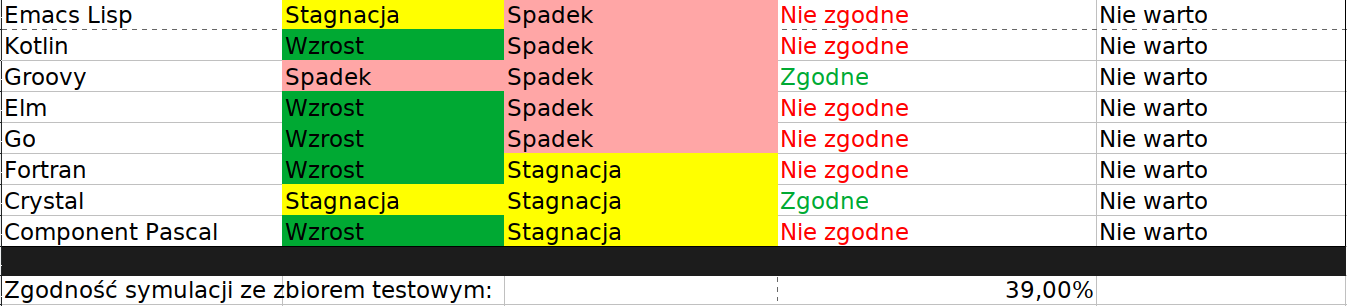 Emacs Lisp Stagnacja Spadek Nie zgodne Nie warto
Kotlin Wzrost Spadek Nie zgodne Nie warto
Groovy Spadek Spadek Zgodne Nie warto
Elm Wzrost Spadek Nie zgodne Nie warto
Go Wzrost Spadek Nie zgodne Nie warto
Fortran Wzrost Stagnacja Nie zgodne Nie warto
Crystal Stagnacja Stagnacja Zgodne Nie warto
Component Pascal Wzrost Stagnacja Nie zgodne Nie warto
Zgodność symulacji ze zbiorem testowym: 39,00%